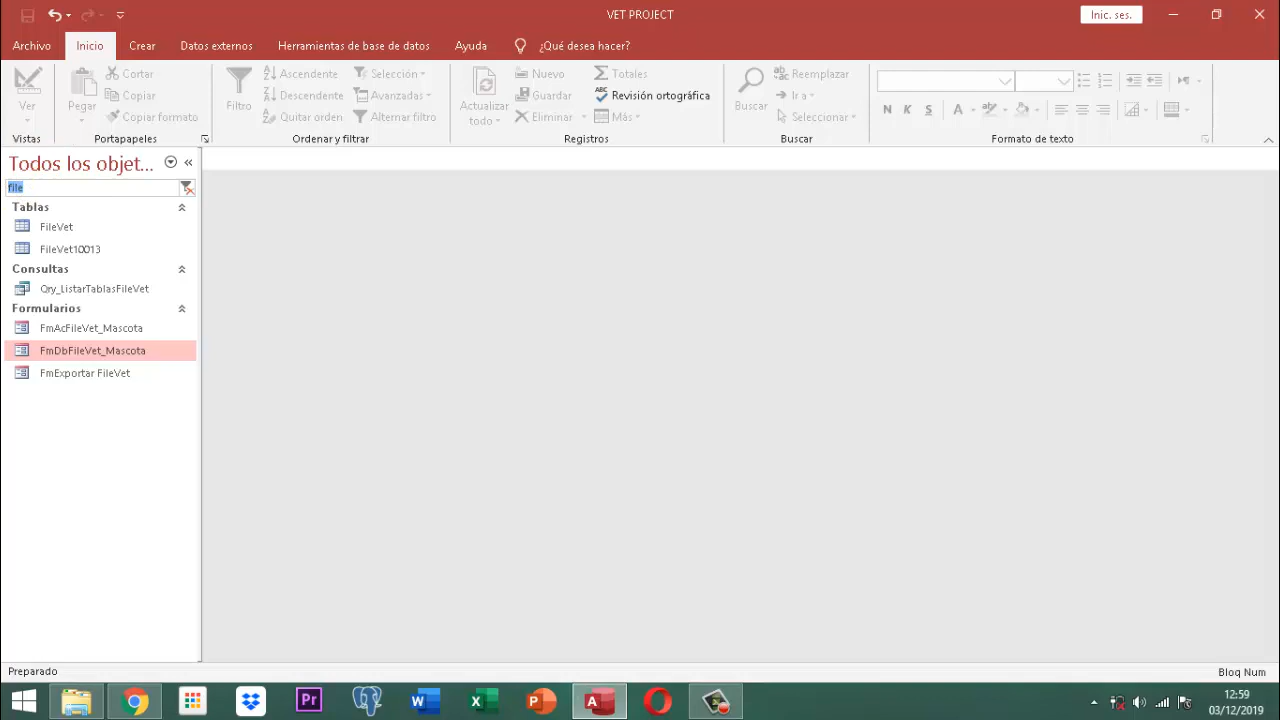 VET PROJECT
Inic. ses.
Archivo Inicio Crear Datos externos Herramientas de base de datos Ayuda ¿Qué desea hacer?
Ver
Vistas
Pegar
Cortar
Copiar
Copiar formato
Portapapeles
Filtro
Ascendente
Descendente
Quitar orden
Selección
Avanzadas
Alternar filtro
Ordenar y filtrar
Actualizar
todo
Nuevo
Guardar
Eliminar
Totales
Revisión ortográfica
Más
Registros
Buscar
Reemplazar
Ir a
Seleccionar
Buscar
N K S A
Formato de texto
Todos los objet...
file
Tablas
FileVet
FileVet10013
Consultas
Qry_ListarTablasFileVet
Formularios
FmAcFileVet_Mascota
FmDbFileVet_Mascota
FmExportar FileVet
Preparado
Bloq Num
12:59
03/12/2019